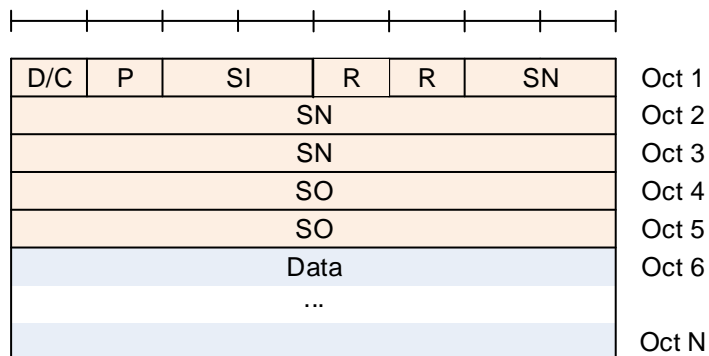 D/C P SI R R SN Oct 1
SN Oct 2
SN Oct 3
SO Oct 4
SO Oct 5
Data Oct 6
...
Oct N